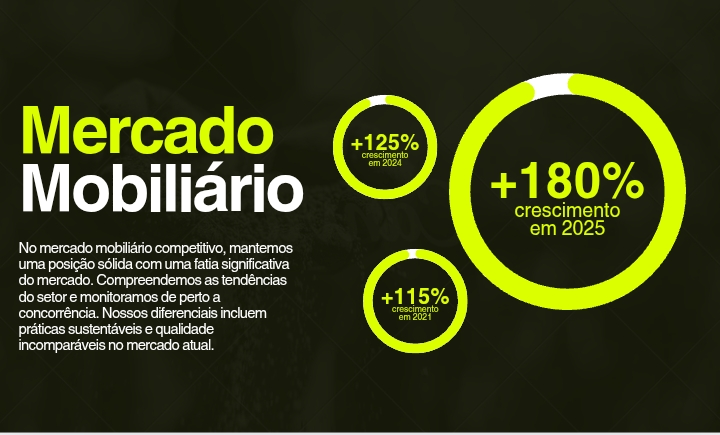 Mercado
Mobiliário
No mercado mobiliário competitivo, mantemos
uma posição sólida com uma fatia significativa
do mercado. Compreendemos as tendências
do setor e monitoramos de perto a
concorrência. Nossos diferenciais incluem
práticas sustentáveis e qualidade
incomparáveis no mercado atual.
+125%
crescimento
em 2024
+115%
crescimento
em 2021
+180%
crescimento
em 2025